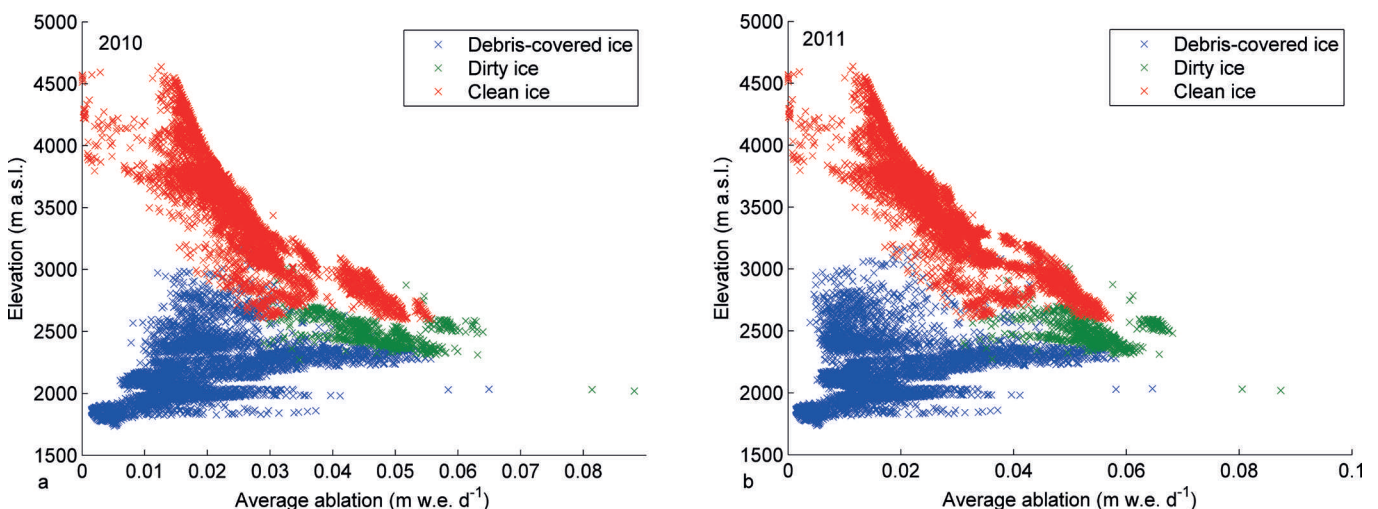 2010
Debris-covered ice
Dirty ice
Clean ice
5000
4500
4000
3500
3000
2500
2000
1500
Elevation (m a.s.l.)
0 0.01 0.02 0.03 0.04 0.05 0.06 0.07 0.08
a
Average ablation (m w.e. d⁻¹)
2011
Debris-covered ice
Dirty ice
Clean ice
5000
4500
4000
3500
3000
2500
2000
1500
Elevation (m a.s.l.)
0 0.02 0.04 0.06 0.08 0.1
b
Average ablation (m w.e. d⁻¹)